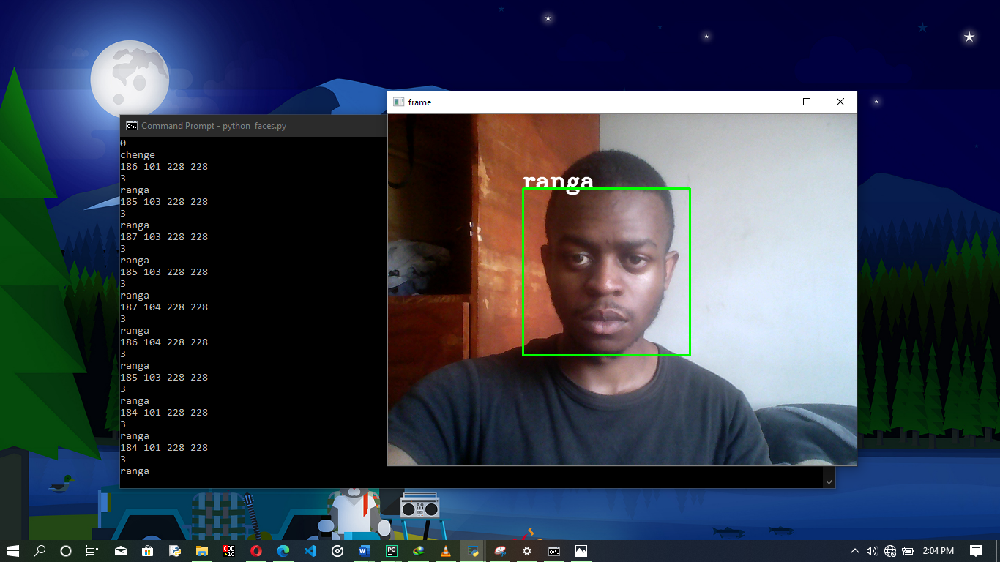 frame
Command Prompt - python faces.py
0
chenge
186 101 228 228
3
ranga
185 103 228 228
3
ranga
187 103 228 228
3
ranga
185 103 228 228
3
ranga
187 104 228 228
3
ranga
186 104 228 228
3
ranga
185 103 228 228
3
ranga
184 101 228 228
3
ranga
184 101 228 228
3
ranga
ranga
COD
10
W
PC
2:04 PM